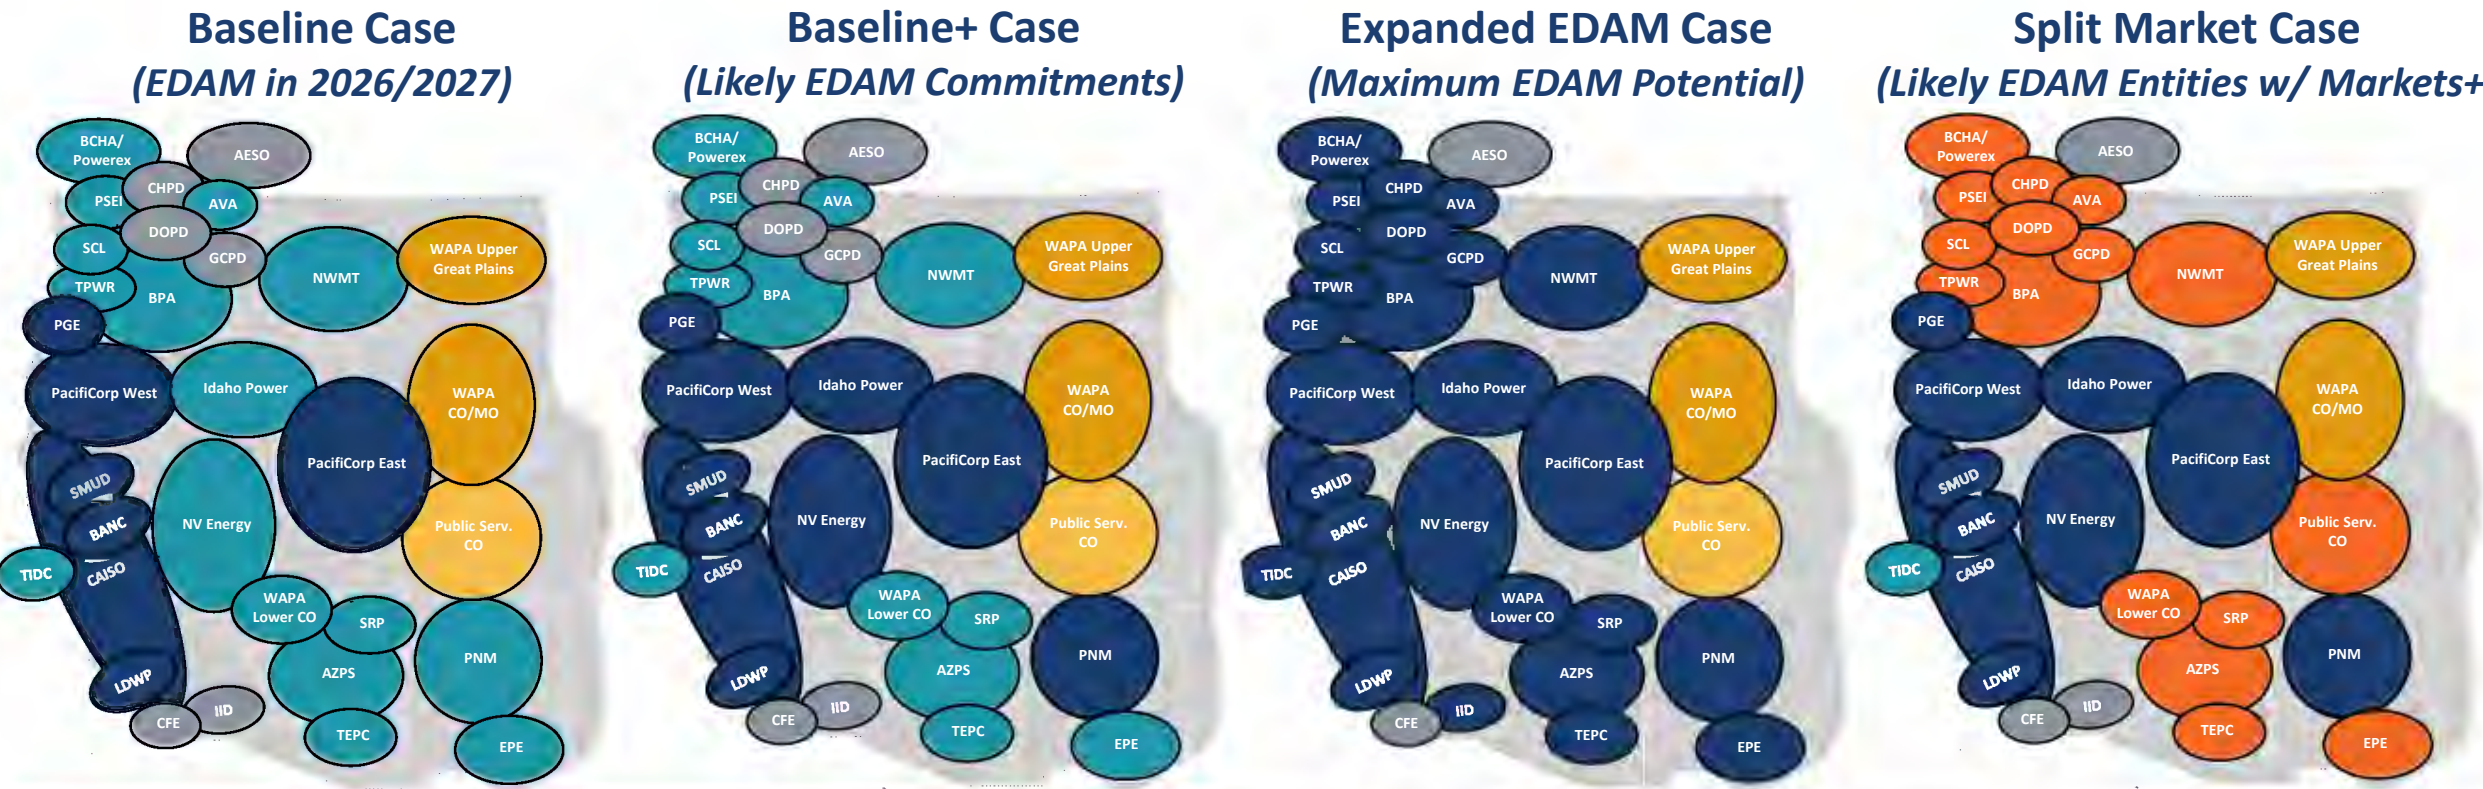 Baseline Case
(EDAM in 2026/2027)
BCHA/
Powerex
AESO
CHPD
PSEI
AVA
DOPD
SCL
GCPD
WAPA Upper
Great Plains
NWMT
TPWR
BPA
PGE
PacifiCorp West
Idaho Power
WAPA
CO/MO
PacifiCorp East
SMUD
BANC
NV Energy
Public Serv.
CO
TIDC
CAISO
WAPA
Lower CO
SRP
PNM
AZPS
LDWP
IID
CFE
TEPC
EPE
Baseline+ Case
(Likely EDAM Commitments)
BCHA/
Powerex
AESO
CHPD
PSEI
AVA
DOPD
SCL
GCPD
WAPA Upper
Great Plains
NWMT
TPWR
BPA
PGE
PacifiCorp West
Idaho Power
WAPA
CO/MO
PacifiCorp East
SMUD
BANC
NV Energy
Public Serv.
CO
TIDC
CAISO
WAPA
Lower CO
SRP
PNM
AZPS
LDWP
IID
CFE
TEPC
EPE
Expanded EDAM Case
(Maximum EDAM Potential)
BCHA/
Powerex
AESO
CHPD
PSEI
AVA
DOPD
SCL
GCPD
WAPA Upper
Great Plains
NWMT
TPWR
BPA
PGE
PacifiCorp West
Idaho Power
WAPA
CO/MO
PacifiCorp East
SMUD
BANC
NV Energy
Public Serv.
CO
TIDC
CAISO
WAPA
Lower CO
SRP
PNM
AZPS
LDWP
IID
CFE
TEPC
EPE
Split Market Case
(Likely EDAM Entities w/ Markets+
BCHA/
Powerex
AESO
CHPD
PSEI
AVA
DOPD
SCL
GCPD
WAPA Upper
Great Plains
NWMT
TPWR
BPA
PGE
PacifiCorp West
Idaho Power
WAPA
CO/MO
PacifiCorp East
SMUD
BANC
NV Energy
Public Serv.
CO
TIDC
CAISO
WAPA
Lower CO
SRP
PNM
AZPS
LDWP
IID
CFE
TEPC
EPE